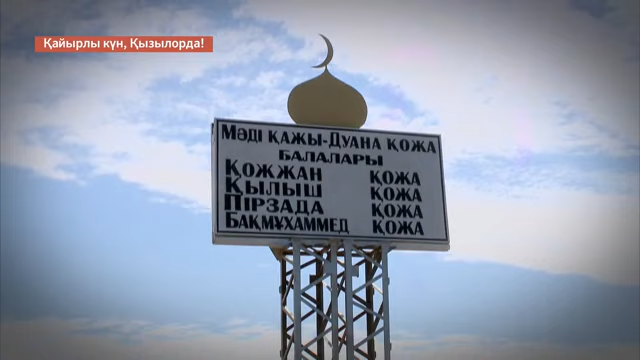 Қайырлы күн, Қызылорда!
Мәді қажы-Дуана қожа
балалары
Қожжан қожа
Қылыш қожа
Пірзада қожа
Бақмұхаммед қожа